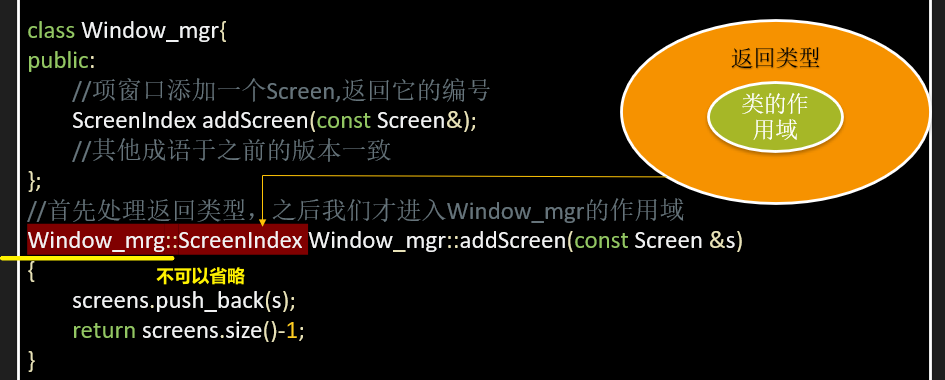 class Window_mgr{
public:
//项窗口添加一个Screen,返回它的编号
ScreenIndex addScreen(const Screen&);
//其他成语于之前的版本一致
};
//首先处理返回类型，之后我们才进入Window_mgr的作用域
Window_mrg::ScreenIndex Window_mgr::addScreen(const Screen &s)
{
不可以省略
screens.push_back(s);
return screens.size()-1;
}
返回类型
类的作
用域